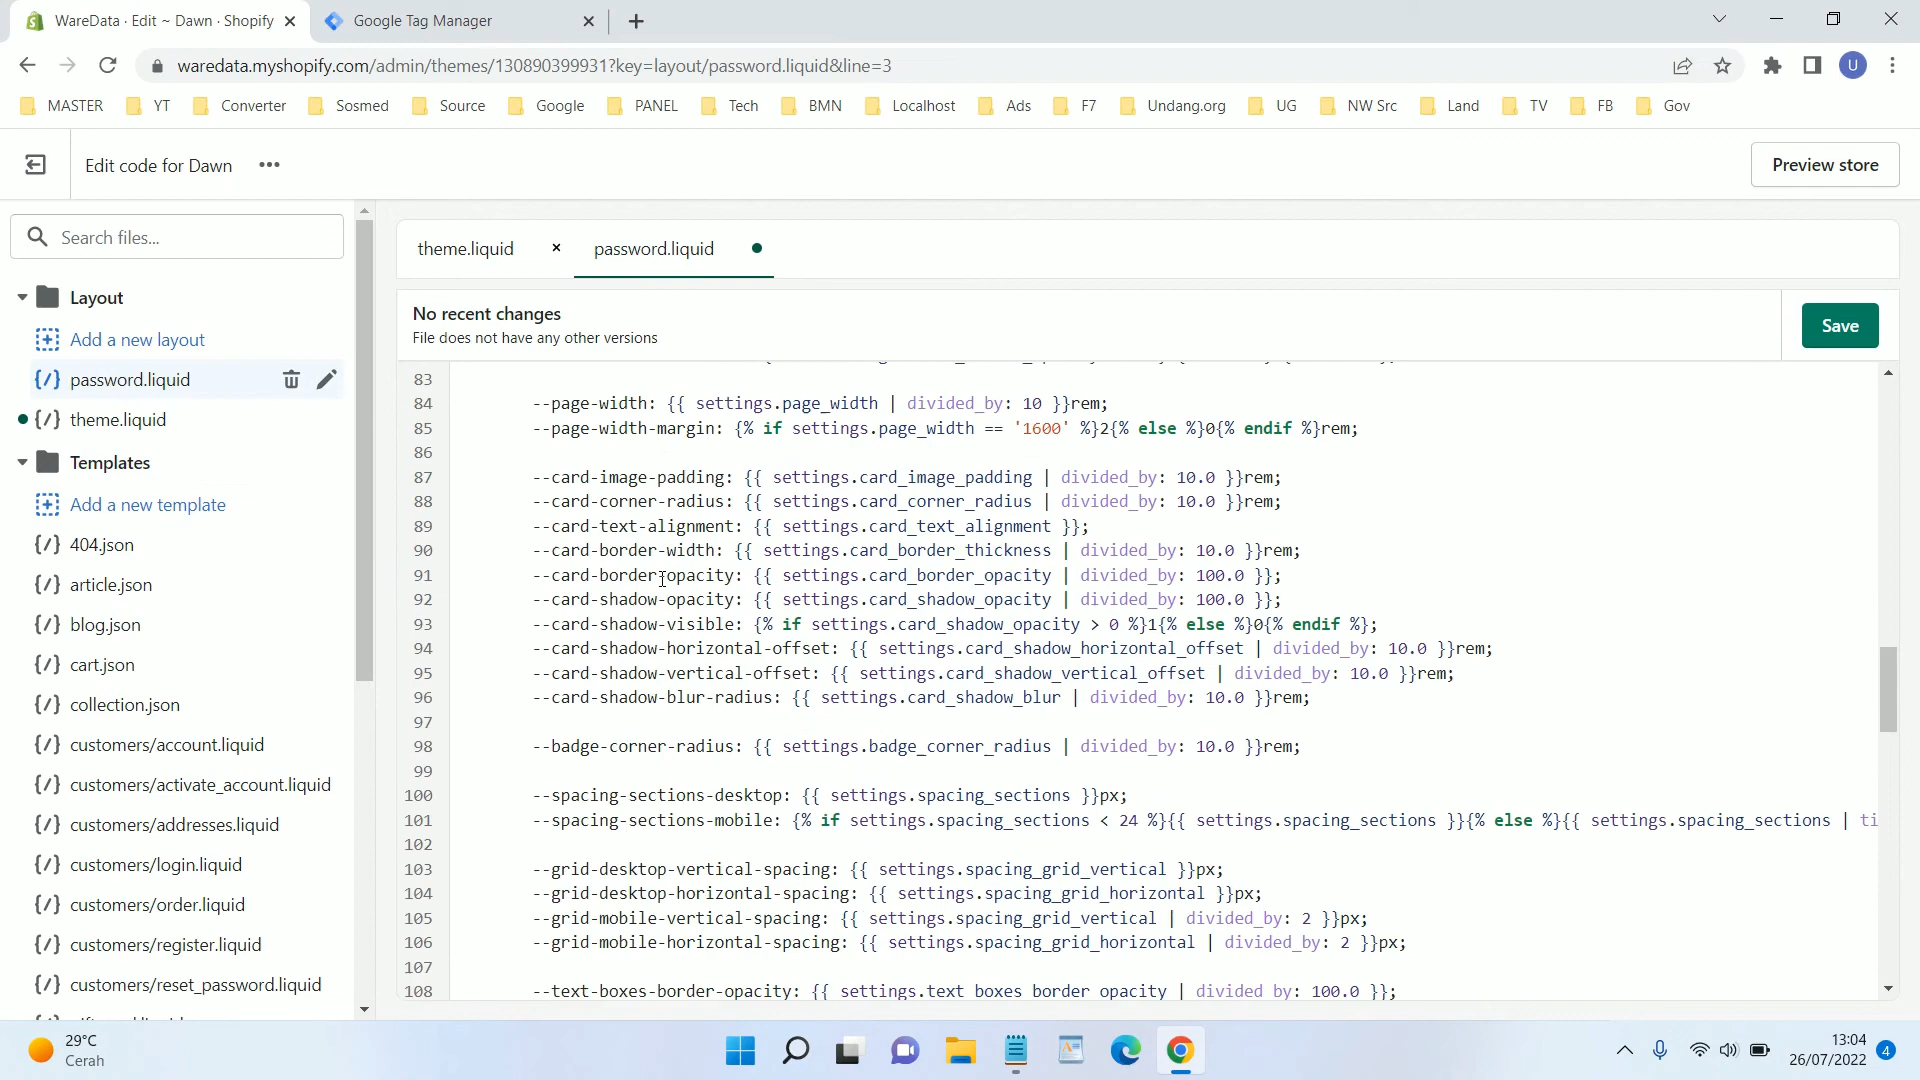 WareData · Edit ~ Dawn · Shopify
Google Tag Manager
waredata.myshopify.com/admin/themes/130890399931?key=layout/password.liquid&line=3
U
MASTER YT Converter Sosmed Source Google PANEL Tech BMN Localhost Ads F7 Undang.org UG NW Src Land TV FB Gov
Edit code for Dawn
Preview store
Search files...
Layout
Add a new layout
password.liquid
theme.liquid
Templates
Add a new template
404.json
article.json
blog.json
cart.json
collection.json
customers/account.liquid
customers/activate_account.liquid
customers/addresses.liquid
customers/login.liquid
customers/order.liquid
customers/register.liquid
customers/reset_password.liquid
theme.liquid
password.liquid
No recent changes
File does not have any other versions
Save
83
84 --page-width: {{ settings.page_width | divided_by: 10 }}rem;
85 --page-width-margin: {% if settings.page_width == '1600' %}2{% else %}0{% endif %}rem;
86
87 --card-image-padding: {{ settings.card_image_padding | divided_by: 10.0 }}rem;
88 --card-corner-radius: {{ settings.card_corner_radius | divided_by: 10.0 }}rem;
89 --card-text-alignment: {{ settings.card_text_alignment }};
90 --card-border-width: {{ settings.card_border_thickness | divided_by: 10.0 }}rem;
91 --card-border-opacity: {{ settings.card_border_opacity | divided_by: 100.0 }};
92 --card-shadow-opacity: {{ settings.card_shadow_opacity | divided_by: 100.0 }};
93 --card-shadow-visible: {% if settings.card_shadow_opacity > 0 %}1{% else %}0{% endif %};
94 --card-shadow-horizontal-offset: {{ settings.card_shadow_horizontal_offset | divided_by: 10.0 }}rem;
95 --card-shadow-vertical-offset: {{ settings.card_shadow_vertical_offset | divided_by: 10.0 }}rem;
96 --card-shadow-blur-radius: {{ settings.card_shadow_blur | divided_by: 10.0 }}rem;
97
98 --badge-corner-radius: {{ settings.badge_corner_radius | divided_by: 10.0 }}rem;
99
100 --spacing-sections-desktop: {{ settings.spacing_sections }}px;
101 --spacing-sections-mobile: {% if settings.spacing_sections < 24 %}{{ settings.spacing_sections }}{% else %}{{ settings.spacing_sections | ti
102
103 --grid-desktop-vertical-spacing: {{ settings.spacing_grid_vertical }}px;
104 --grid-desktop-horizontal-spacing: {{ settings.spacing_grid_horizontal }}px;
105 --grid-mobile-vertical-spacing: {{ settings.spacing_grid_vertical | divided_by: 2 }}px;
106 --grid-mobile-horizontal-spacing: {{ settings.spacing_grid_horizontal | divided_by: 2 }}px;
107
108 --text-boxes-border-opacity: {{ settings.text_boxes_border_opacity | divided_by: 100.0 }};
29°C
Cerah
13:04
26/07/2022
4